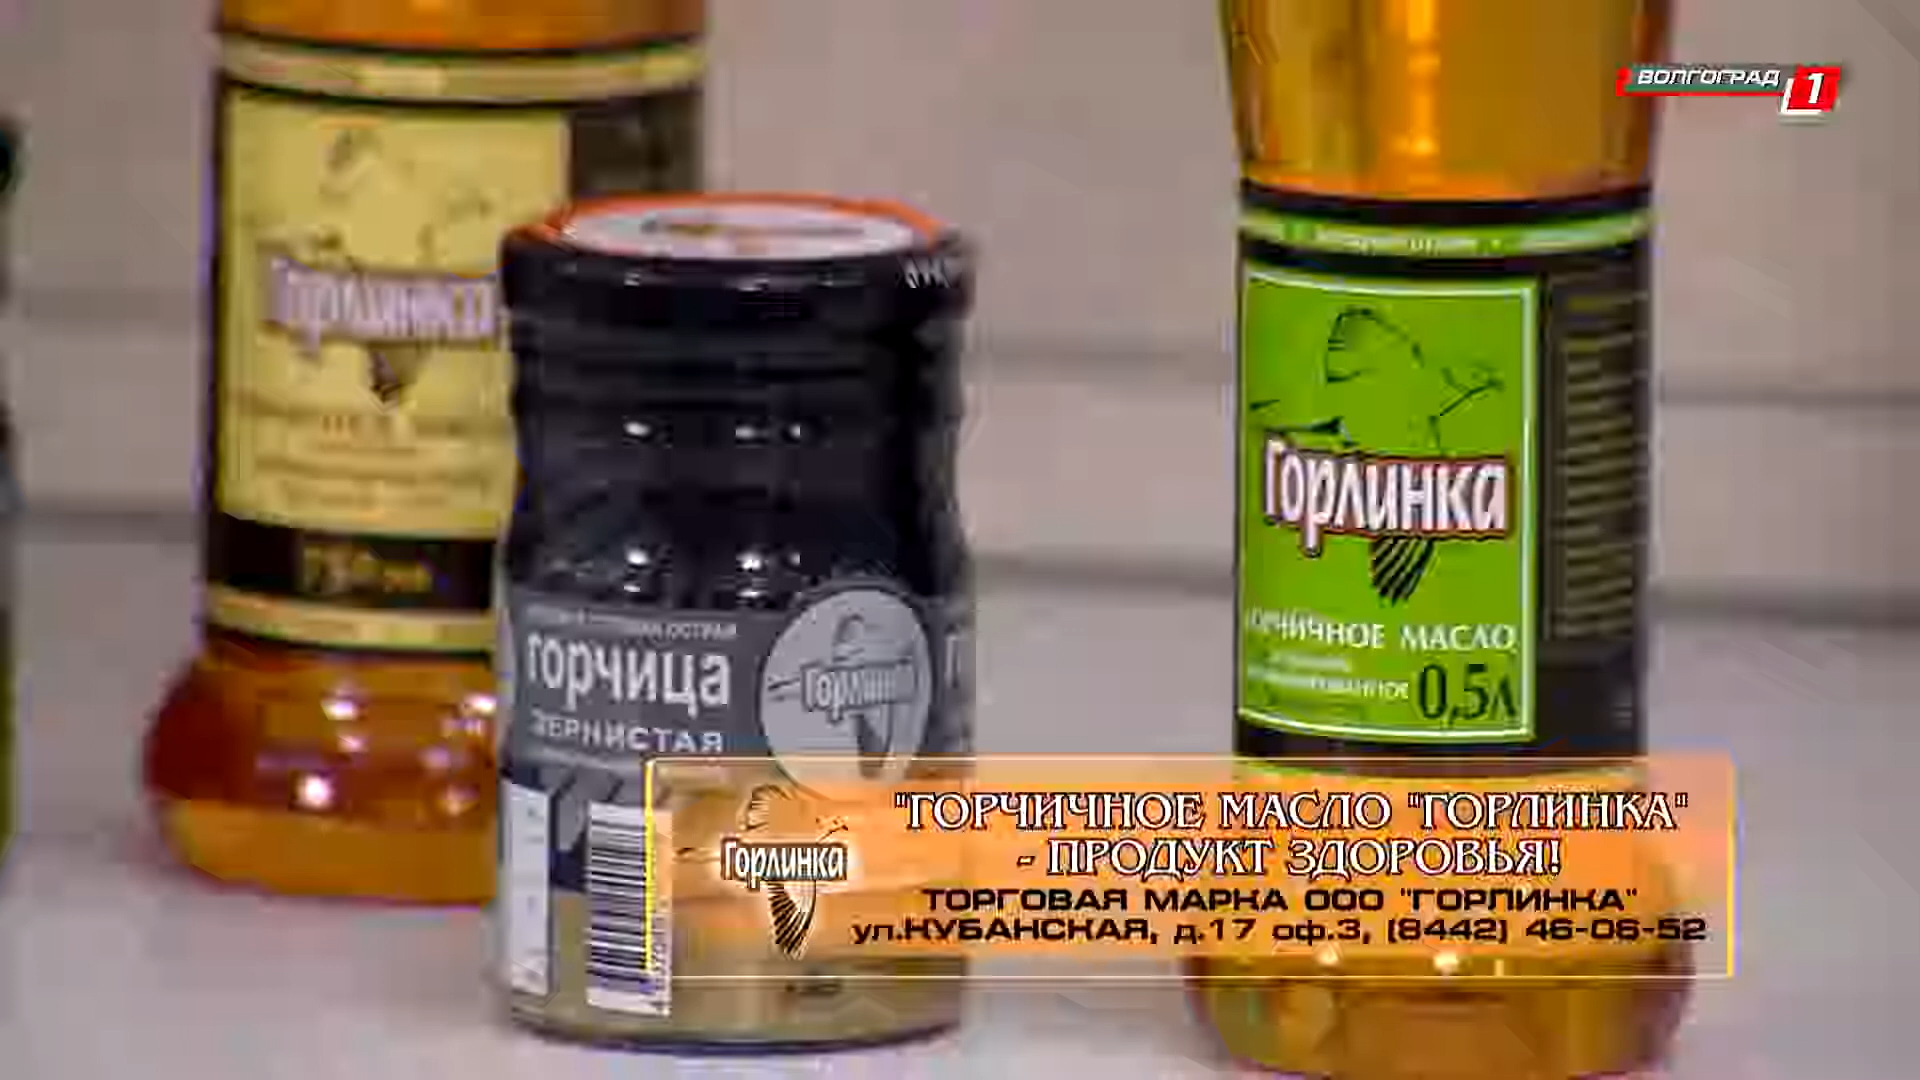 ВОЛГОГРАД 1
Горлинка
Горлинка
ГОРЧИЧНОЕ МАСЛО
0,5л
горчица
ЗЕРНИСТАЯ
Горлинка
Горлинка
"ГОРЧИЧНОЕ МАСЛО "ГОРЛИНКА"
- ПРОДУКТ ЗДОРОВЬЯ!
ТОРГОВАЯ МАРКА ООО "ГОРЛИНКА"
ул.КУБАНСКАЯ, д.17 оф.3, (8442) 46-06-52